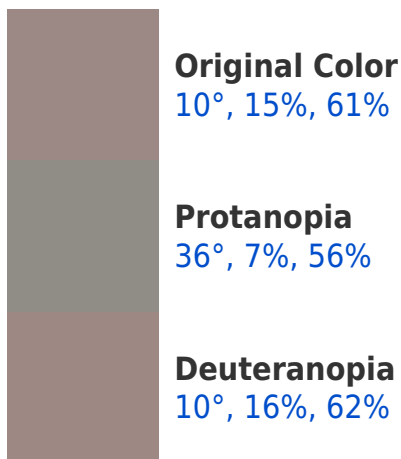 Original Color
10°, 15%, 61%
Protanopia
36°, 7%, 56%
Deuteranopia
10°, 16%, 62%